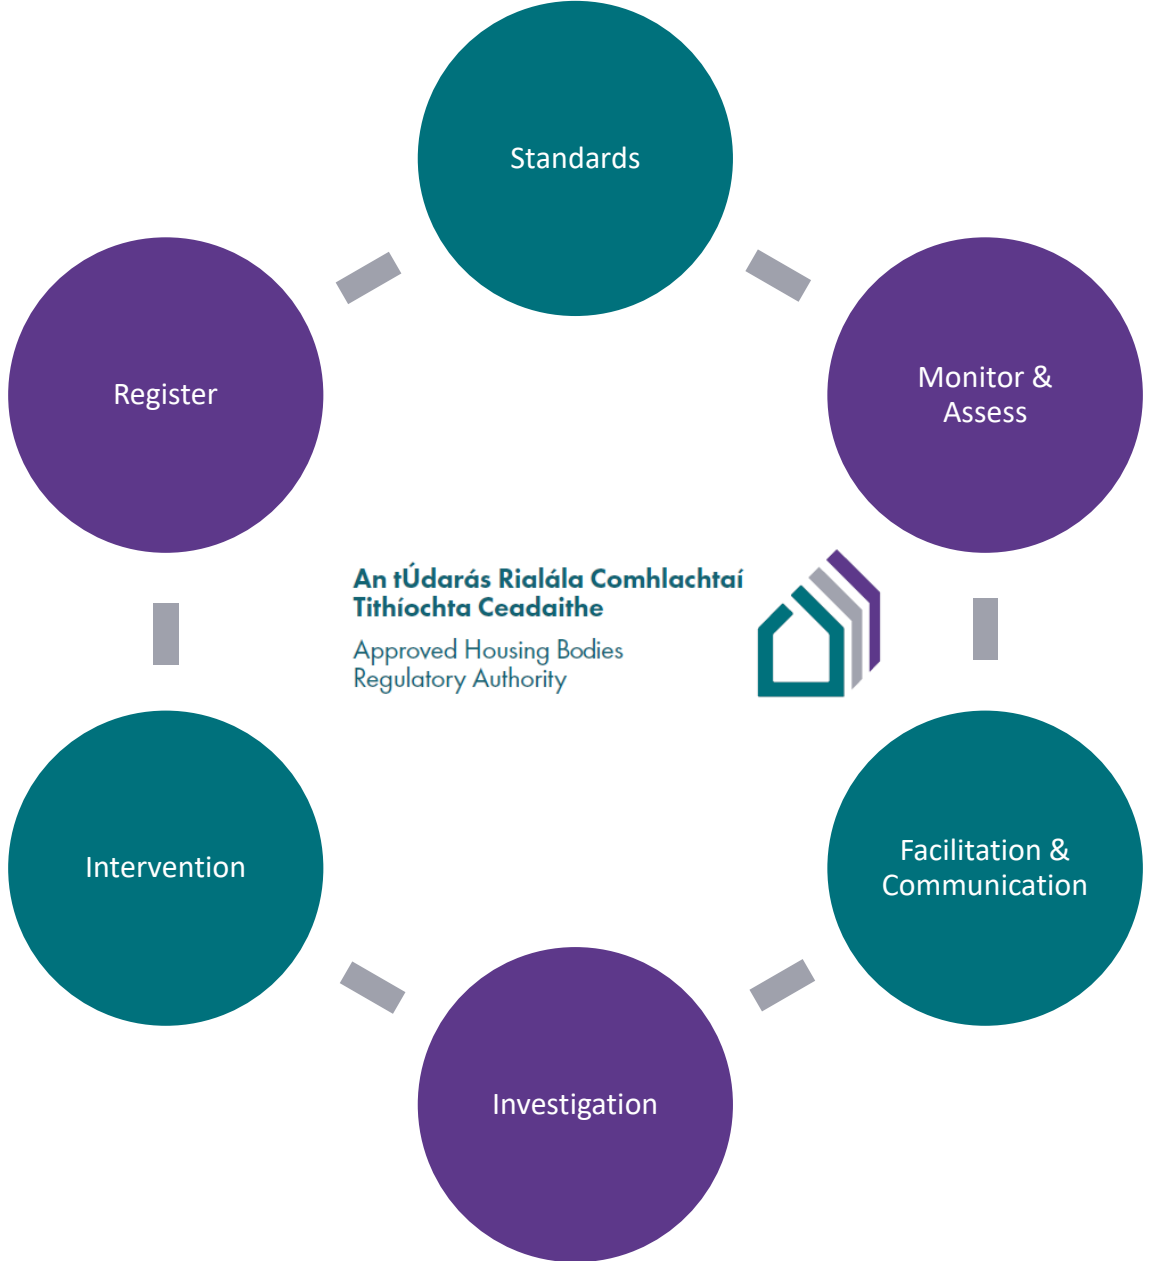 Standards
Register
Monitor &
Assess
An tÚdarás Rialála Comhlachtaí
Tithíochta Ceadaithe
Approved Housing Bodies
Regulatory Authority
Intervention
Facilitation &
Communication
Investigation